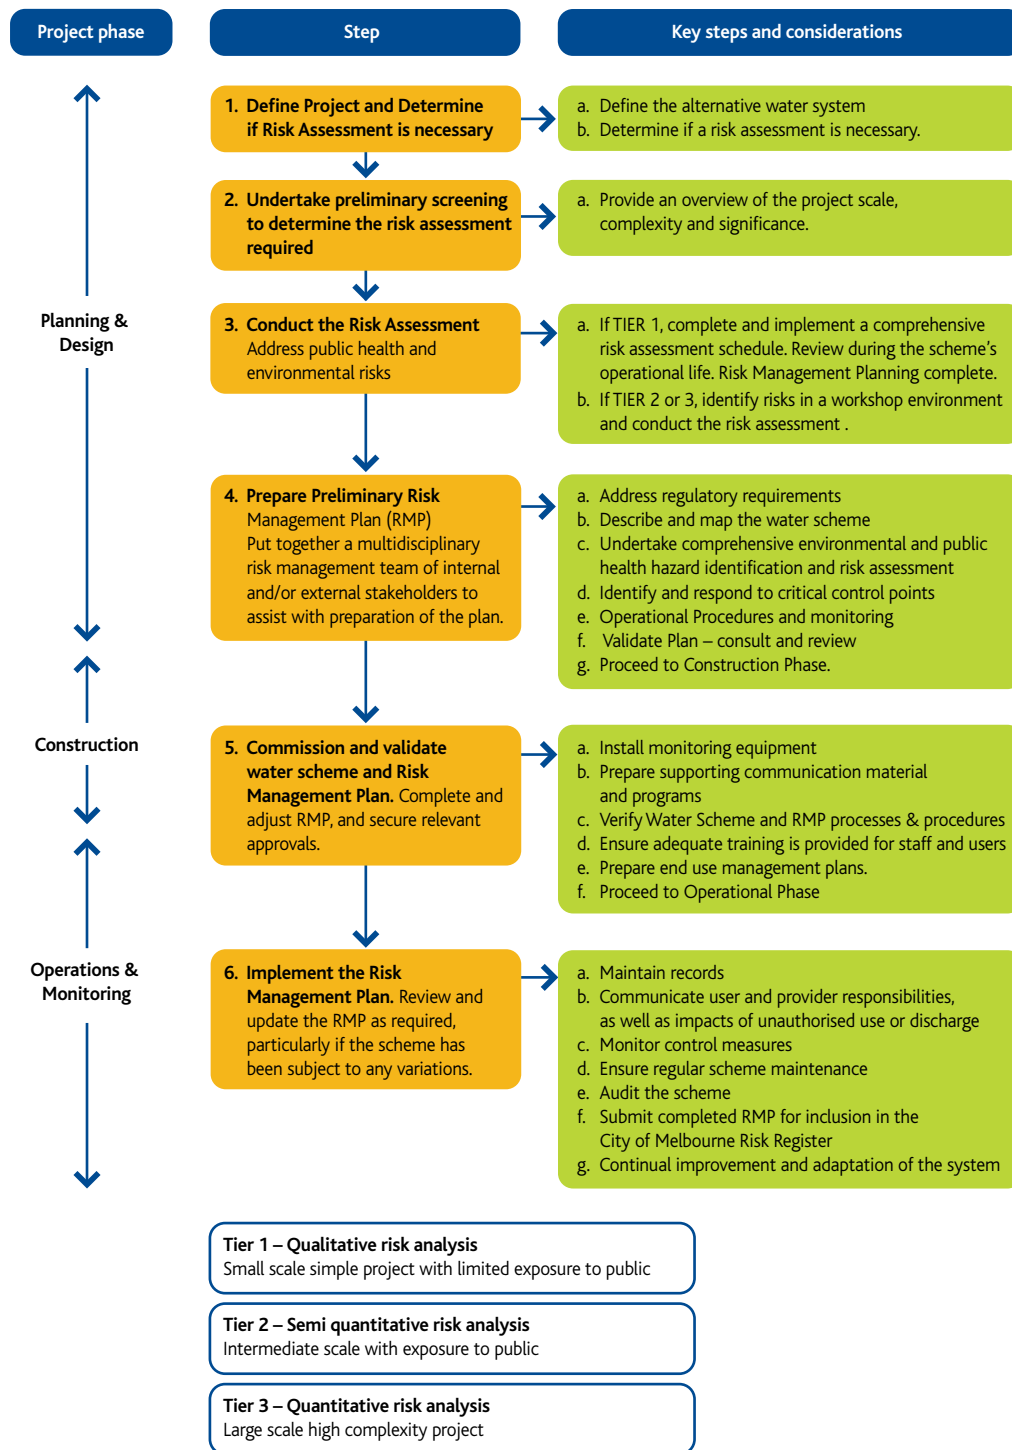 Project phase
Step
Key steps and considerations
Planning &
Design
Construction
Operations &
Monitoring
1. Define Project and Determine
if Risk Assessment is necessary
a. Define the alternative water system
b. Determine if a risk assessment is necessary.
2. Undertake preliminary screening
to determine the risk assessment
required
a. Provide an overview of the project scale,
complexity and significance.
3. Conduct the Risk Assessment
Address public health and
environmental risks
a. If TIER 1, complete and implement a comprehensive
risk assessment schedule. Review during the scheme's
operational life. Risk Management Planning complete.
b. If TIER 2 or 3, identify risks in a workshop environment
and conduct the risk assessment .
4. Prepare Preliminary Risk
Management Plan (RMP)
Put together a multidisciplinary
risk management team of internal
and/or external stakeholders to
assist with preparation of the plan.
a. Address regulatory requirements
b. Describe and map the water scheme
c. Undertake comprehensive environmental and public
health hazard identification and risk assessment
d. Identify and respond to critical control points
e. Operational Procedures and monitoring
f. Validate Plan – consult and review
g. Proceed to Construction Phase.
5. Commission and validate
water scheme and Risk
Management Plan. Complete and
adjust RMP, and secure relevant
approvals.
a. Install monitoring equipment
b. Prepare supporting communication material
and programs
c. Verify Water Scheme and RMP processes & procedures
d. Ensure adequate training is provided for staff and users
e. Prepare end use management plans.
f. Proceed to Operational Phase
6. Implement the Risk
Management Plan. Review and
update the RMP as required,
particularly if the scheme has
been subject to any variations.
a. Maintain records
b. Communicate user and provider responsibilities,
as well as impacts of unauthorised use or discharge
c. Monitor control measures
d. Ensure regular scheme maintenance
e. Audit the scheme
f. Submit completed RMP for inclusion in the
City of Melbourne Risk Register
g. Continual improvement and adaptation of the system
Tier 1 – Qualitative risk analysis
Small scale simple project with limited exposure to public
Tier 2 – Semi quantitative risk analysis
Intermediate scale with exposure to public
Tier 3 – Quantitative risk analysis
Large scale high complexity project